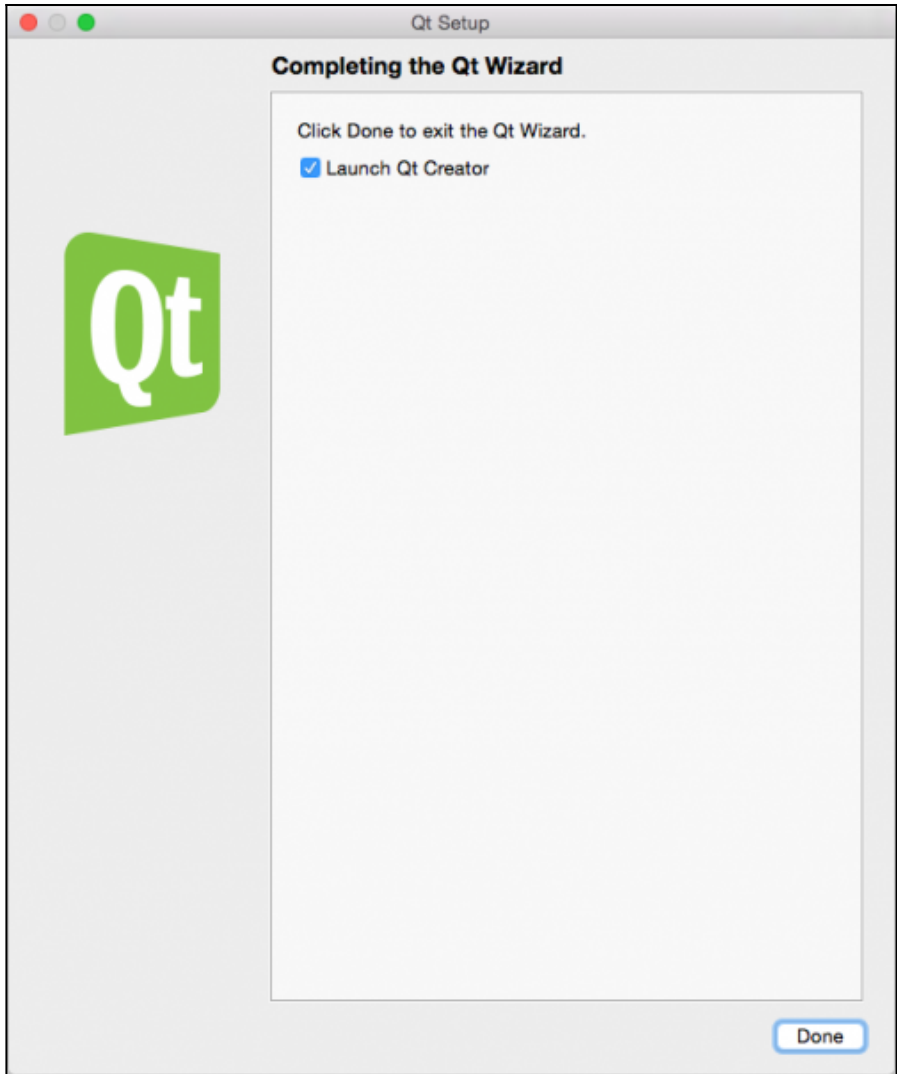 Qt Setup
Completing the Qt Wizard
Click Done to exit the Qt Wizard.
Launch Qt Creator
Qt
Done